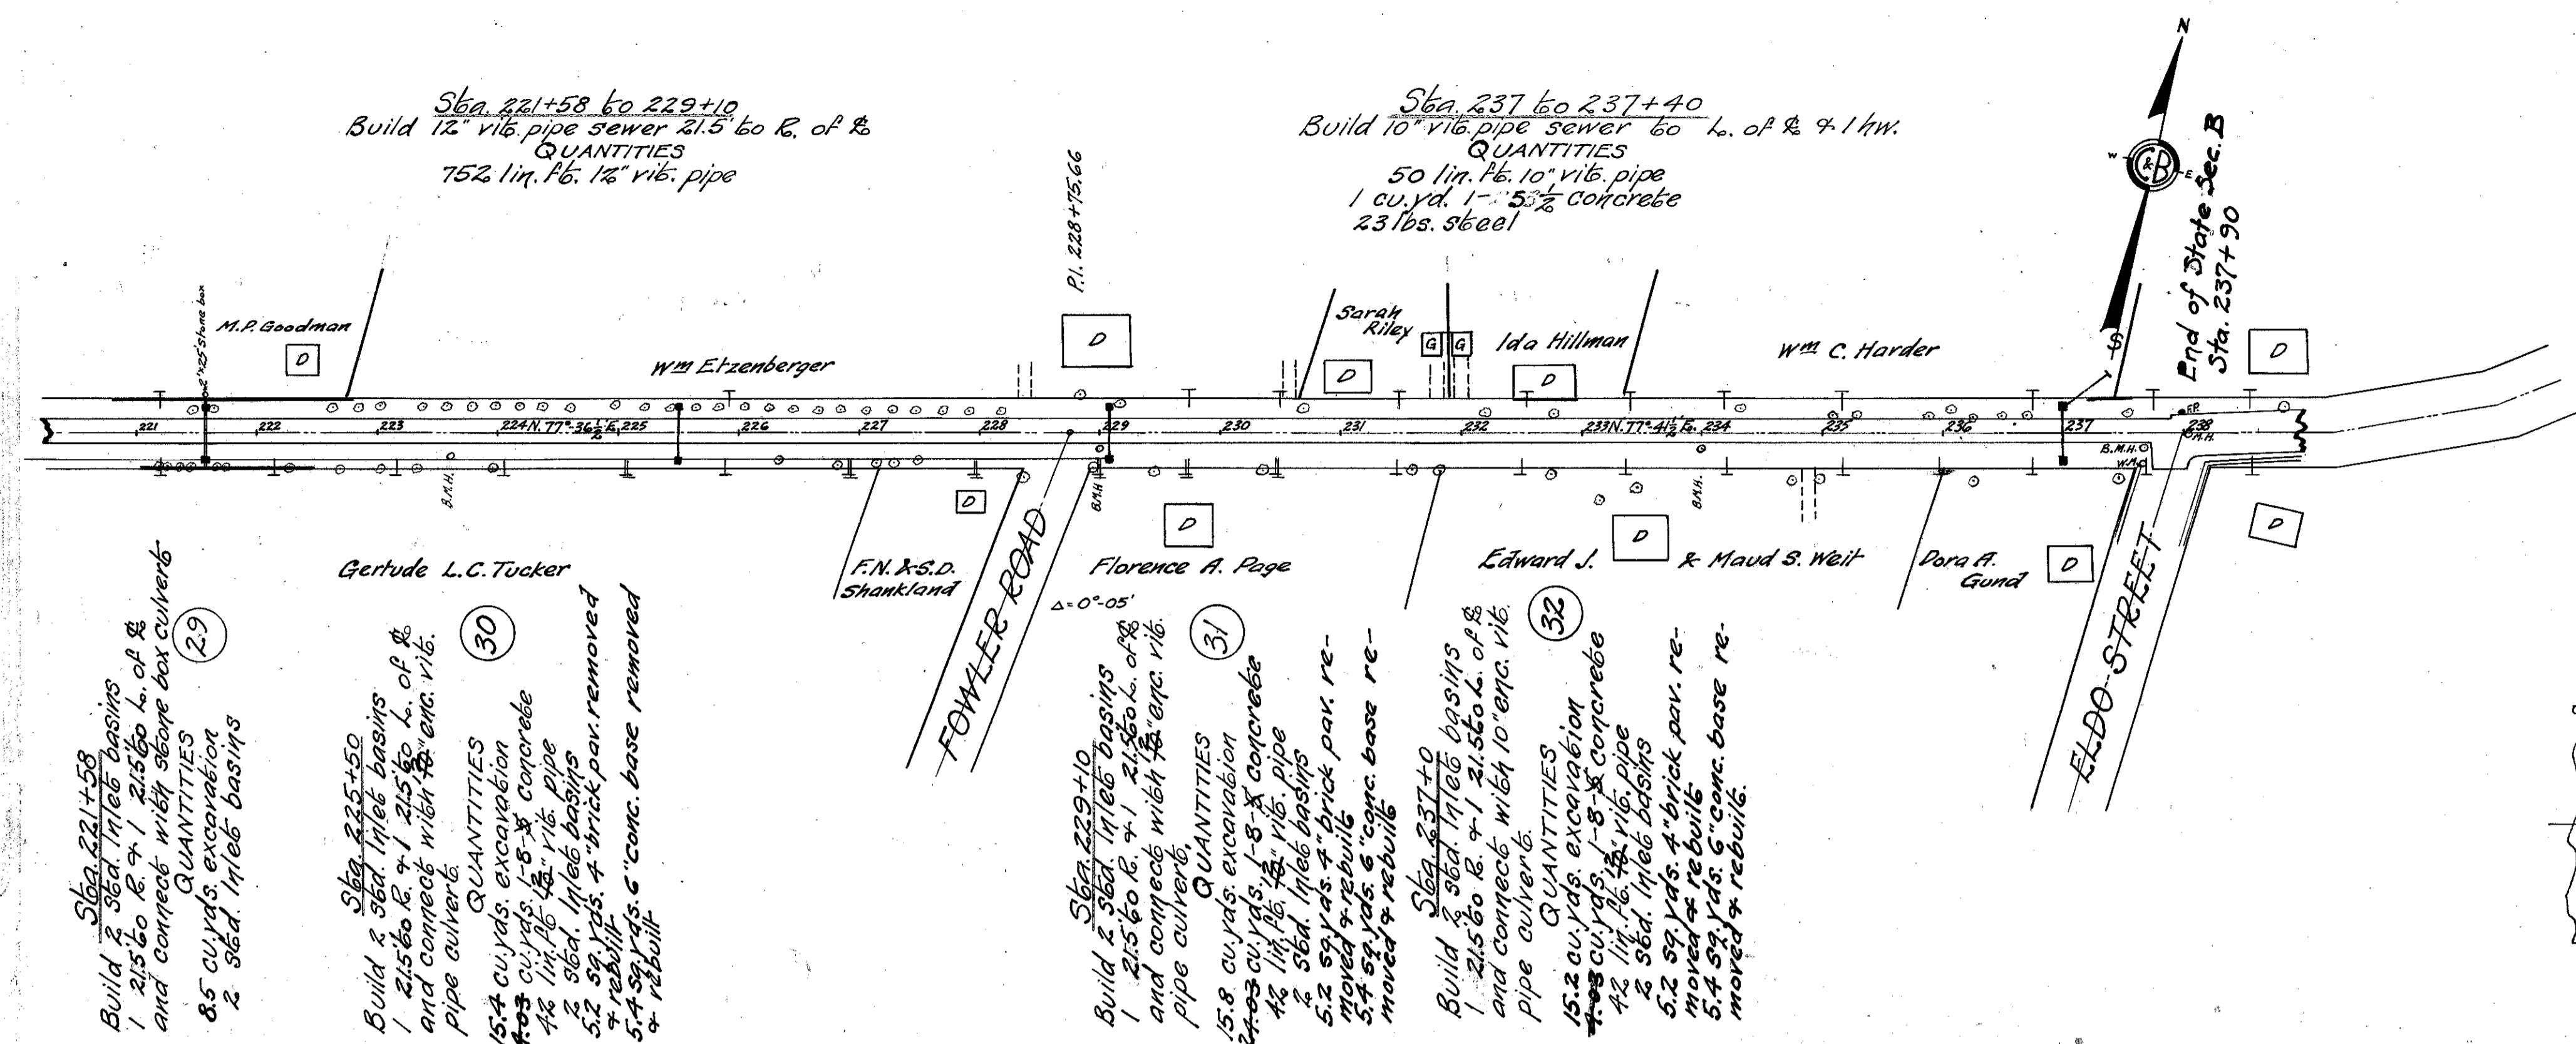 Sta. 221+58 to 229+10
Build 12" vit. pipe sewer 21.5' to R. of ℄
QUANTITIES
752 lin. ft. 12" vit. pipe
Sta. 237 to 237+40
Build 10" vit. pipe sewer to L. of ℄ & 1 hw.
QUANTITIES
50 lin. ft. 10" vit. pipe
1 cu. yd. Concrete
23 lbs. steel
P.I. 228+75.66
N
W
C&B
E
S
End of State Sec. B
Sta. 237+90
stone box
M.P. Goodman
D
Wm Etzenberger
D
Sarah
Riley
D
G
G
Ida Hillman
D
Wm C. Harder
D
221
222
223
224 N. 77°-36½ E. 225
226
227
228
229
230
231
232
233 N. 77°-41½ E. 234
235
236
237
238
F.P.
M.H.
B.M.H.
W.M.
B.M.H.
B.M.H
B.M.H.
Gertude L.C. Tucker
F.N. & S.D.
Shankland
D
FOWLER ROAD
Florence A. Page
D
Δ=0°-05'
Edward J.
D
& Maud S. Weit
Dora A.
Gund
D
ELDO STREET
D
Sta. 221+58
Build 2 Std. Inlet basins
1 21.5' to R. & 1 21.5' to L. of ℄
and connect with stone box culvert
29
QUANTITIES
8.5 cu. yds. excavation
2 Std. Inlet basins
Sta. 225+50
Build 2 Std. Inlet basins
1 21.5' to R. & 1 21.5' to L. of ℄
and connect with 12" enc. vit.
pipe culvert.
30
QUANTITIES
15.4 cu. yds. excavation
4.03 cu. yds. 1-8- concrete
42 lin. ft. 12" vit. pipe
2 Std. Inlet basins
5.2 sq. yds. 4" brick pav. removed
& rebuilt
5.4 sq. yds. 6" conc. base removed
& rebuilt
Sta. 229+10
Build 2 Std. Inlet basins
1 21.5' to R. & 1 21.5' to L. of ℄
and connect with 12" enc. vit.
pipe culvert.
31
QUANTITIES
15.8 cu. yds. excavation
cu. yds. 1-8- concrete
42 lin. ft. 12" vit. pipe
2 Std. Inlet basins
5.2 sq. yds. 4" brick pav. re-
moved & rebuilt
5.4 sq. yds. 6" conc. base re-
moved & rebuilt
Sta. 237+0
Build 2 Std. Inlet basins
1 21.5 to R. & 1 21.5 to L. of ℄
and connect with 10" enc. vit.
pipe culvert.
32
QUANTITIES
15.2 cu. yds. excavation
4.03 cu. yds. 1-8- concrete
42 lin. ft. 12" vit. pipe
2 Std. Inlet basins
5.2 sq. yds. 4" brick pav. re-
moved & rebuilt
5.4 sq. yds. 6" conc. base re-
moved & rebuilt.